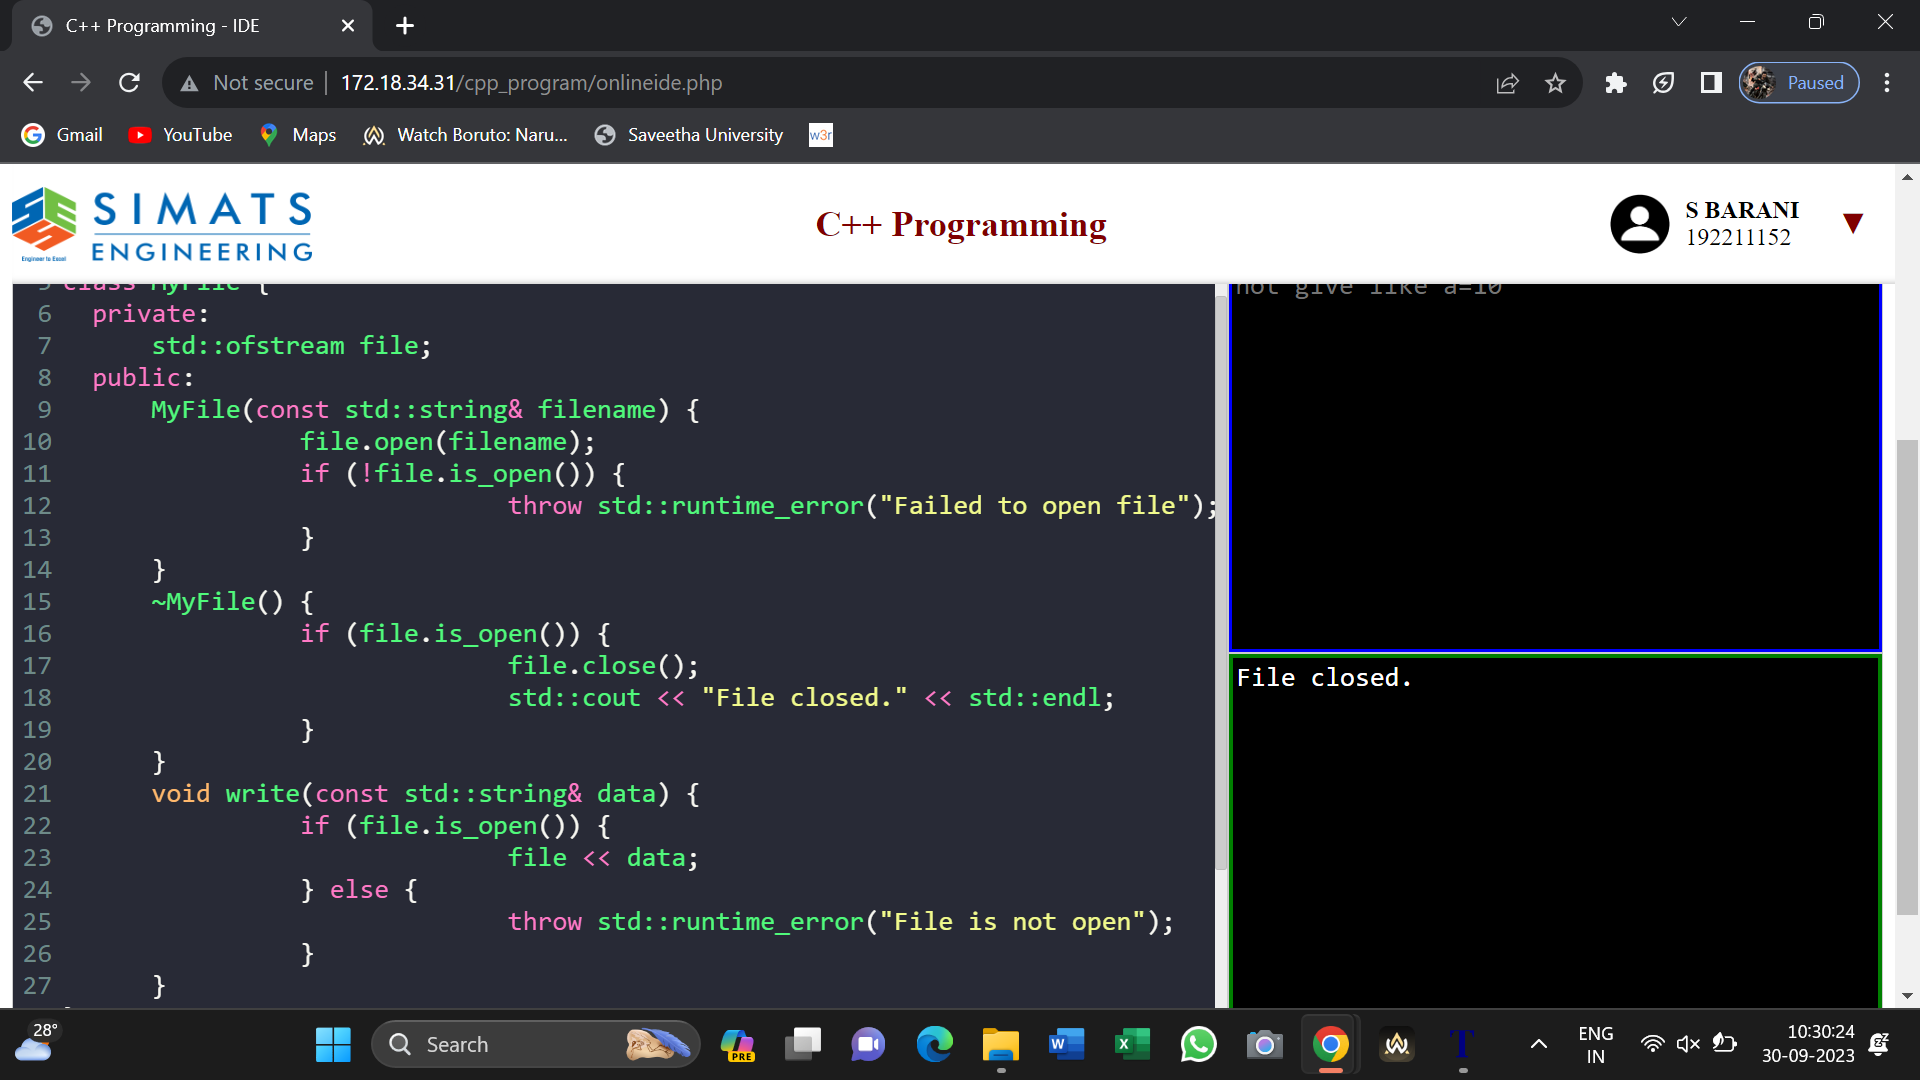 C++ Programming - IDE
Not secure 172.18.34.31/cpp_program/onlineide.php
Paused
Gmail YouTube Maps Watch Boruto: Naru... Saveetha University w3r
SIMATS
ENGINEERING
Engineer to Excel
C++ Programming
S BARANI
192211152
5 class MyFile {
6 private:
7 std::ofstream file;
8 public:
9 MyFile(const std::string& filename) {
10 file.open(filename);
11 if (!file.is_open()) {
12 throw std::runtime_error("Failed to open file");
13 }
14 }
15 ~MyFile() {
16 if (file.is_open()) {
17 file.close();
18 std::cout << "File closed." << std::endl;
19 }
20 }
21 void write(const std::string& data) {
22 if (file.is_open()) {
23 file << data;
24 } else {
25 throw std::runtime_error("File is not open");
26 }
27 }
not give like a=10
File closed.
28°
Search
PRE
ENG
IN
10:30:24
30-09-2023